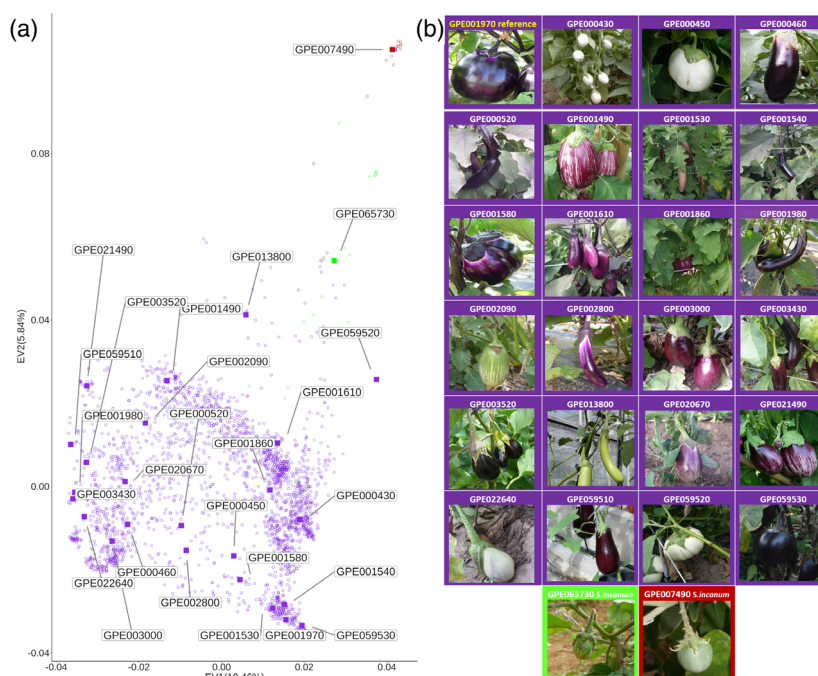 (a)
GPE007490
0.08
GPE065730
GPE021490
GPE013800
GPE003520
GPE001490
GPE059520
GPE059510
GPE002090
GPE001610
GPE001980
GPE000520
GPE001860
GPE020670
GPE003430
GPE000450
GPE000430
GPE001580
GPE000460
GPE022640
GPE002800
GPE001540
GPE003000
GPE001530
GPE001970
GPE059530
EV2(5.84%)
0.04
0.00
-0.04
-0.04
-0.02
0.00
0.02
0.04
(b)
GPE001970 reference
GPE000430
GPE000450
GPE000460
GPE000520
GPE001490
GPE001530
GPE001540
GPE001580
GPE001610
GPE001860
GPE001980
GPE002090
GPE002800
GPE003000
GPE003430
GPE003520
GPE013800
GPE020670
GPE021490
GPE022640
GPE059510
GPE059520
GPE059530
GPE065730 S.incanum
GPE007490 S.incanum